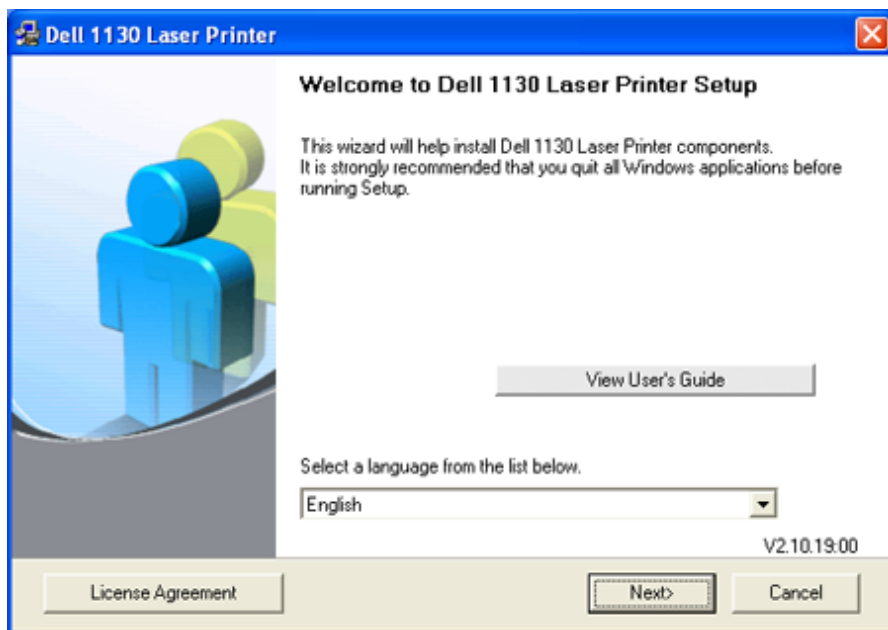 Dell 1130 Laser Printer
Welcome to Dell 1130 Laser Printer Setup
This wizard will help install Dell 1130 Laser Printer components.
It is strongly recommended that you quit all Windows applications before
running Setup.
View User's Guide
Select a language from the list below.
English
V2.10.19:00
License Agreement
Next>
Cancel